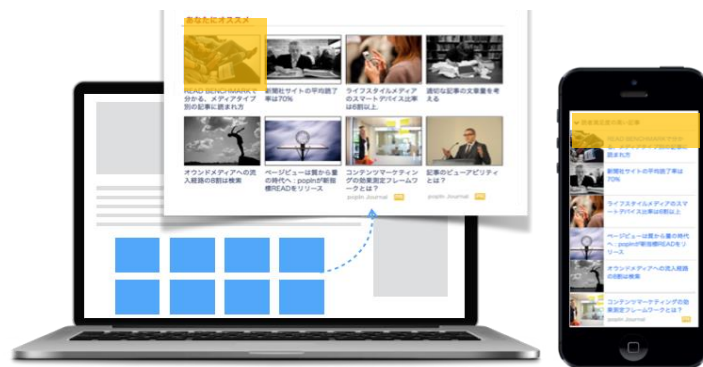 あなたにオススメ
READ BENCHMARKで
分かる、メディアタイプ
別の記事に読まれ方
新聞社サイトの平均読了
率は70%
ライフスタイルメディア
のスマートデバイス比率
は6割以上
適切な記事の文章量を考
える
オウンドメディアへの流
入経路の8割は検索
ページビューは質から量
の時代へ：popInが新指
標READをリリース
コンテンツマーケティン
グの効果測定フレームワ
ークとは？
popIn Journal
記事のビューアビリティ
とは？
popIn Journal
READ BENCHMARKで分か
る、メディアタイプ別の記事に
読まれ方
新聞社サイトの平均読了率は
70%
ライフスタイルメディアのスマ
ートデバイス比率は6割以上
ページビューは質から量の時代
へ：popInが新指標READをリ
リース
オウンドメディアへの流入経路
の8割は検索
コンテンツマーケティングの効
果測定フレームワークとは？
popIn Journal